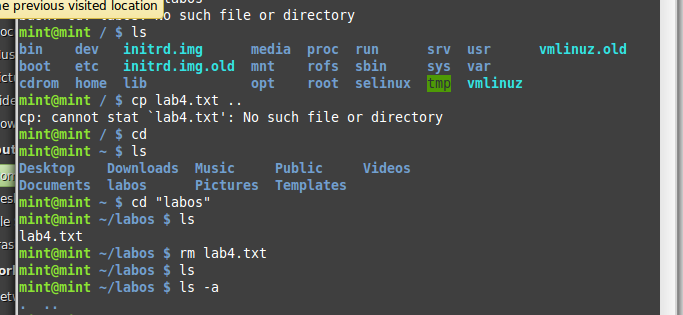 he previous visited location
No such file or directory
mint@mint / $ ls
bin dev initrd.img media proc run srv usr vmlinuz.old
boot etc initrd.img.old mnt rofs sbin sys var
cdrom home lib opt root selinux tmp vmlinuz
mint@mint / $ cp lab4.txt ..
cp: cannot stat `lab4.txt': No such file or directory
mint@mint / $ cd
mint@mint ~ $ ls
Desktop Downloads Music Public Videos
Documents labos Pictures Templates
mint@mint ~ $ cd "labos"
mint@mint ~/labos $ ls
lab4.txt
mint@mint ~/labos $ rm lab4.txt
mint@mint ~/labos $ ls
mint@mint ~/labos $ ls -a
. ..